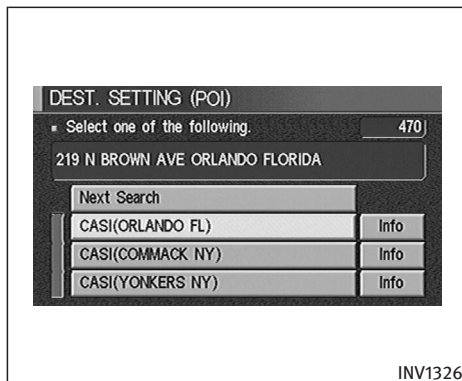 DEST. SETTING (POI)
Select one of the following. 470
219 N BROWN AVE ORLANDO FLORIDA
Next Search
CASI(ORLANDO FL) Info
CASI(COMMACK NY) Info
CASI(YONKERS NY) Info
INV1326